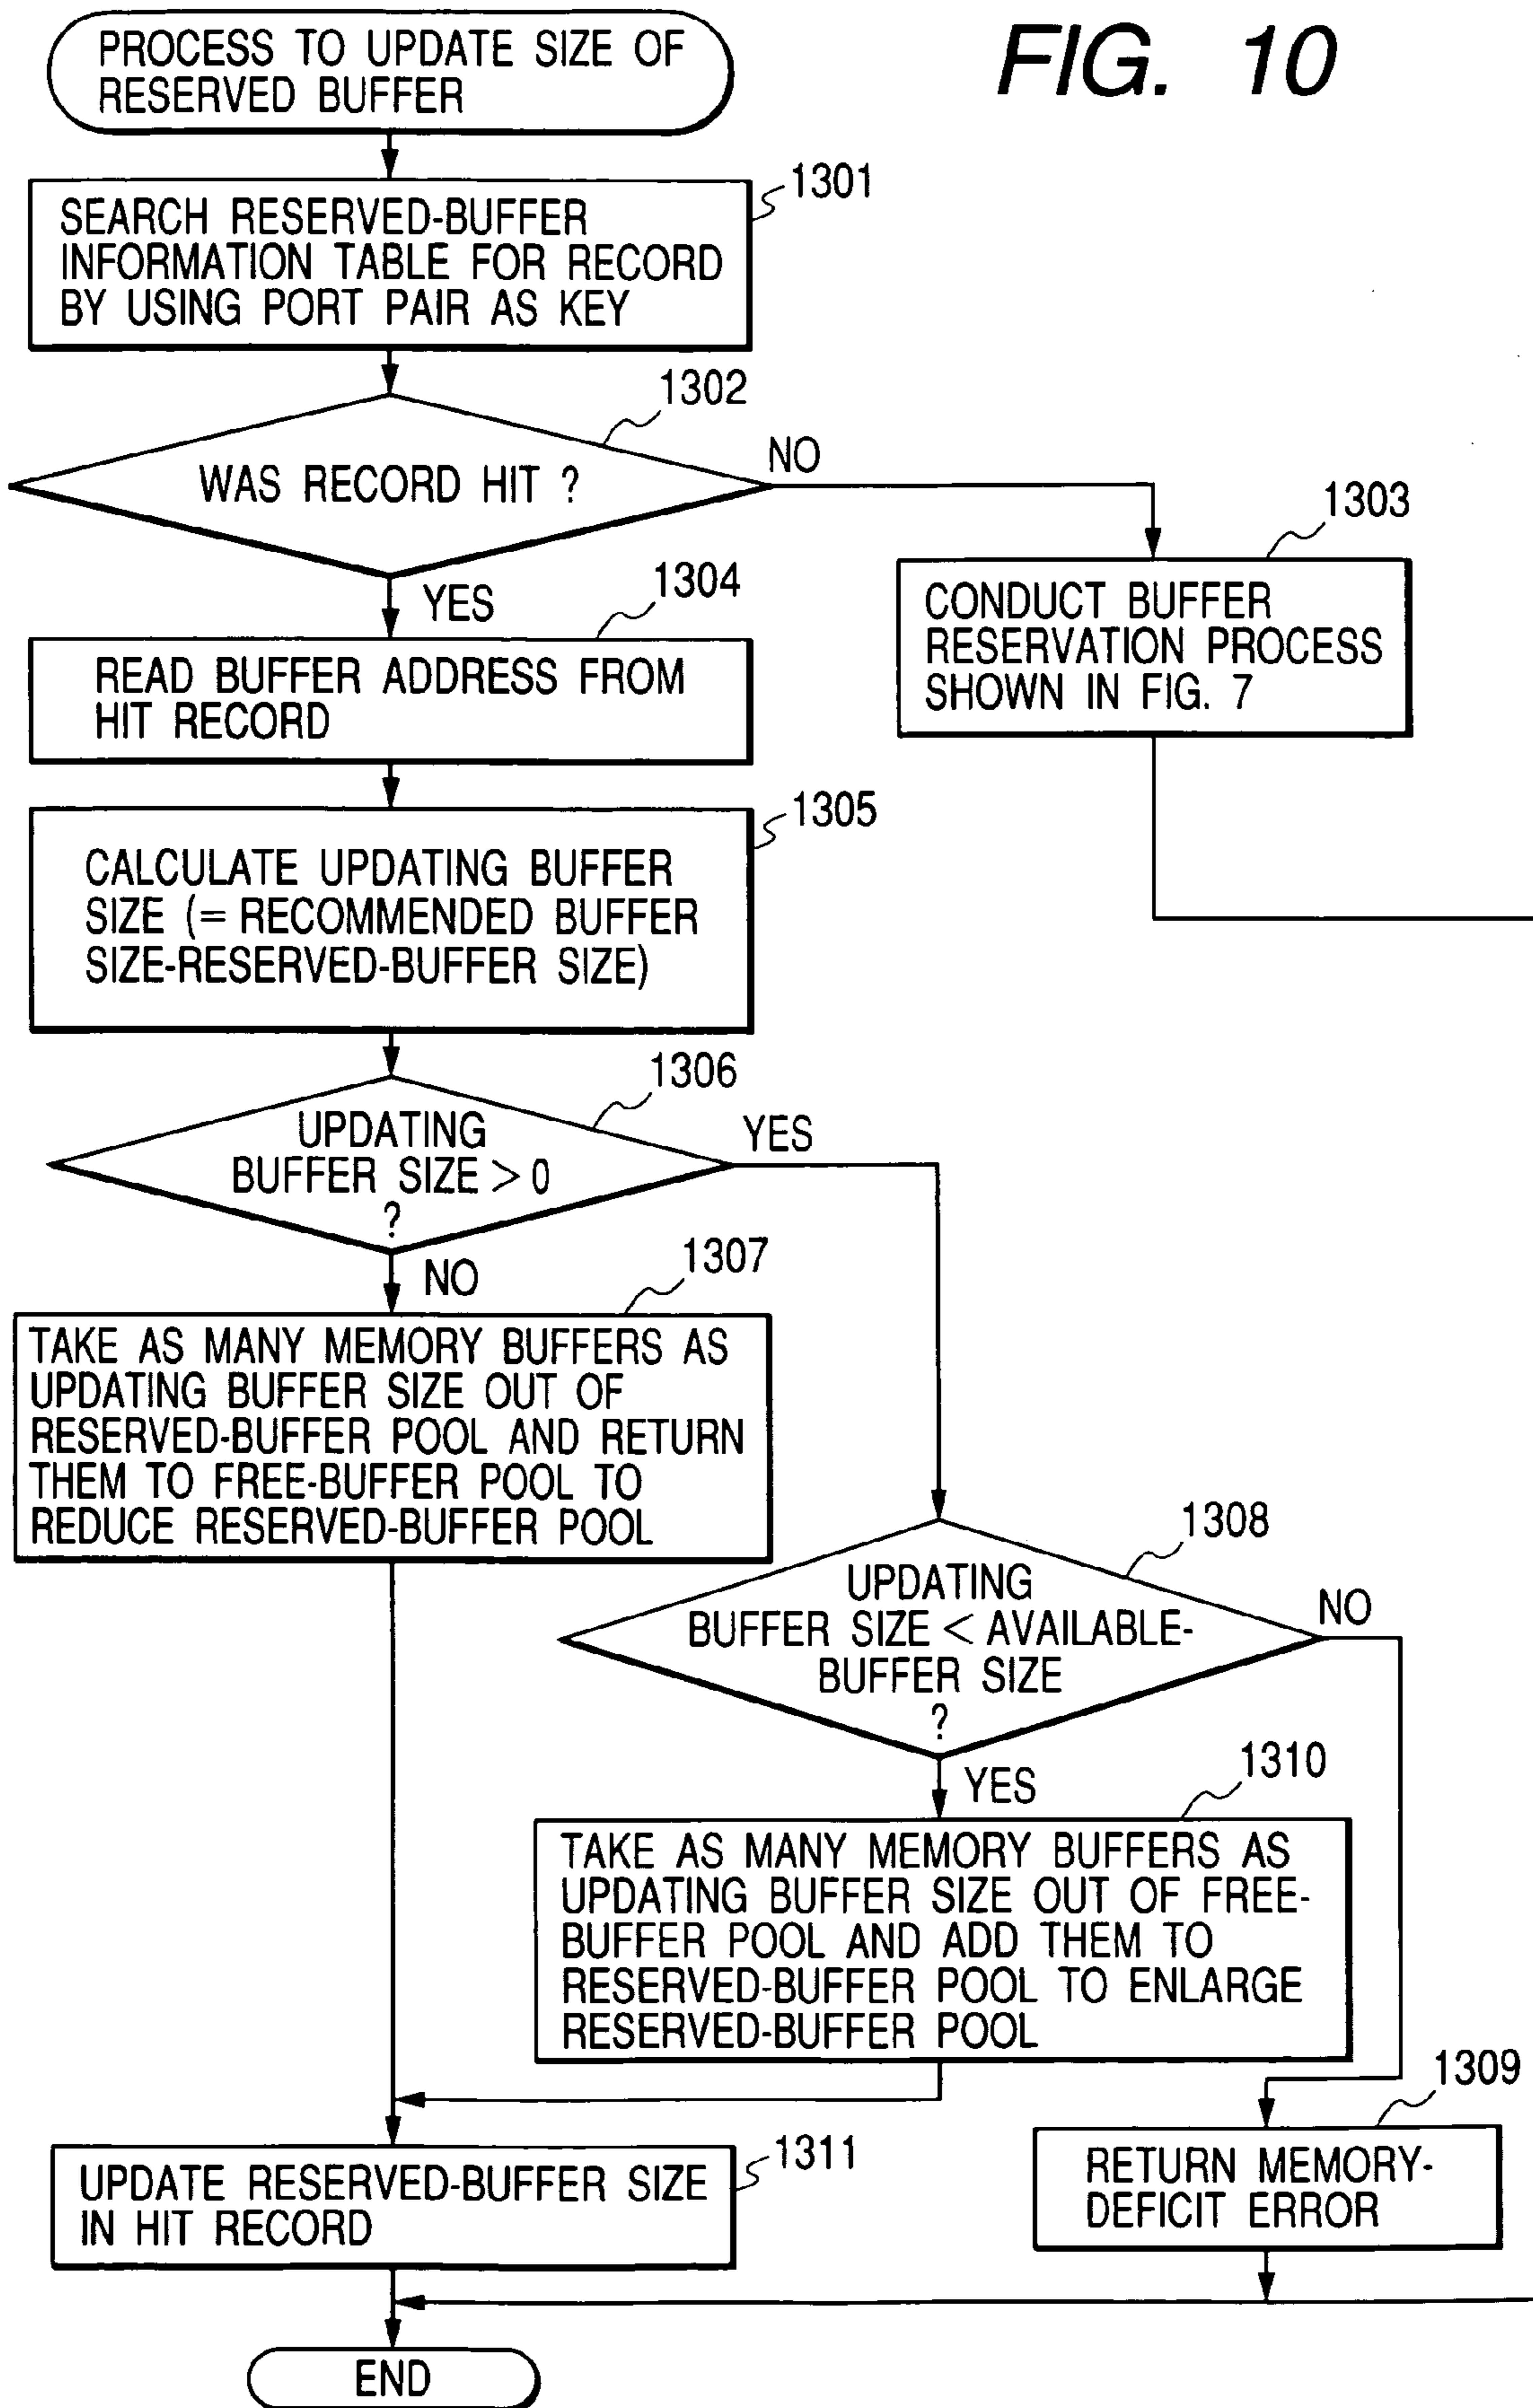 FIG. 10
PROCESS TO UPDATE SIZE OF
RESERVED BUFFER
1301
SEARCH RESERVED-BUFFER
INFORMATION TABLE FOR RECORD
BY USING PORT PAIR AS KEY
1302
WAS RECORD HIT ?
NO
1303
CONDUCT BUFFER
RESERVATION PROCESS
SHOWN IN FIG. 7
YES
1304
READ BUFFER ADDRESS FROM
HIT RECORD
1305
CALCULATE UPDATING BUFFER
SIZE (= RECOMMENDED BUFFER
SIZE-RESERVED-BUFFER SIZE)
1306
UPDATING
BUFFER SIZE > 0
?
YES
NO
1307
TAKE AS MANY MEMORY BUFFERS AS
UPDATING BUFFER SIZE OUT OF
RESERVED-BUFFER POOL AND RETURN
THEM TO FREE-BUFFER POOL TO
REDUCE RESERVED-BUFFER POOL
1308
UPDATING
BUFFER SIZE < AVAILABLE-
BUFFER SIZE
?
NO
YES
1310
TAKE AS MANY MEMORY BUFFERS AS
UPDATING BUFFER SIZE OUT OF FREE-
BUFFER POOL AND ADD THEM TO
RESERVED-BUFFER POOL TO ENLARGE
RESERVED-BUFFER POOL
1309
RETURN MEMORY-
DEFICIT ERROR
1311
UPDATE RESERVED-BUFFER SIZE
IN HIT RECORD
END